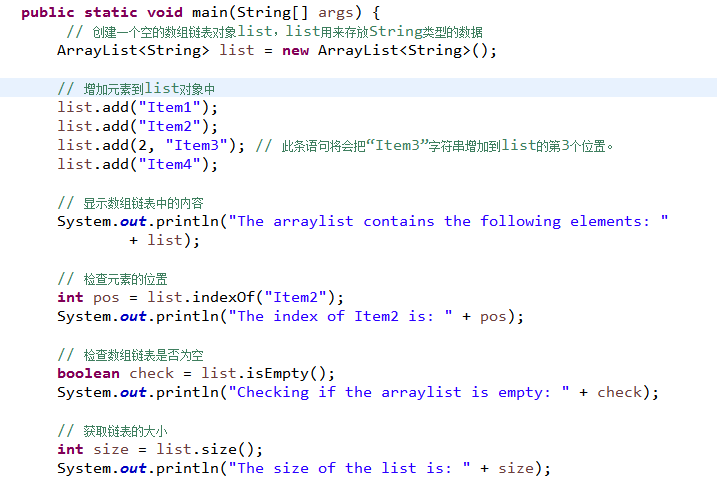 public static void main(String[] args) {
// 创建一个空的数组链表对象list，list用来存放String类型的数据
ArrayList<String> list = new ArrayList<String>();
// 增加元素到list对象中
list.add("Item1");
list.add("Item2");
list.add(2, "Item3"); // 此条语句将会把“Item3”字符串增加到list的第3个位置。
list.add("Item4");
// 显示数组链表中的内容
System.out.println("The arraylist contains the following elements: "
+ list);
// 检查元素的位置
int pos = list.indexOf("Item2");
System.out.println("The index of Item2 is: " + pos);
// 检查数组链表是否为空
boolean check = list.isEmpty();
System.out.println("Checking if the arraylist is empty: " + check);
// 获取链表的大小
int size = list.size();
System.out.println("The size of the list is: " + size);